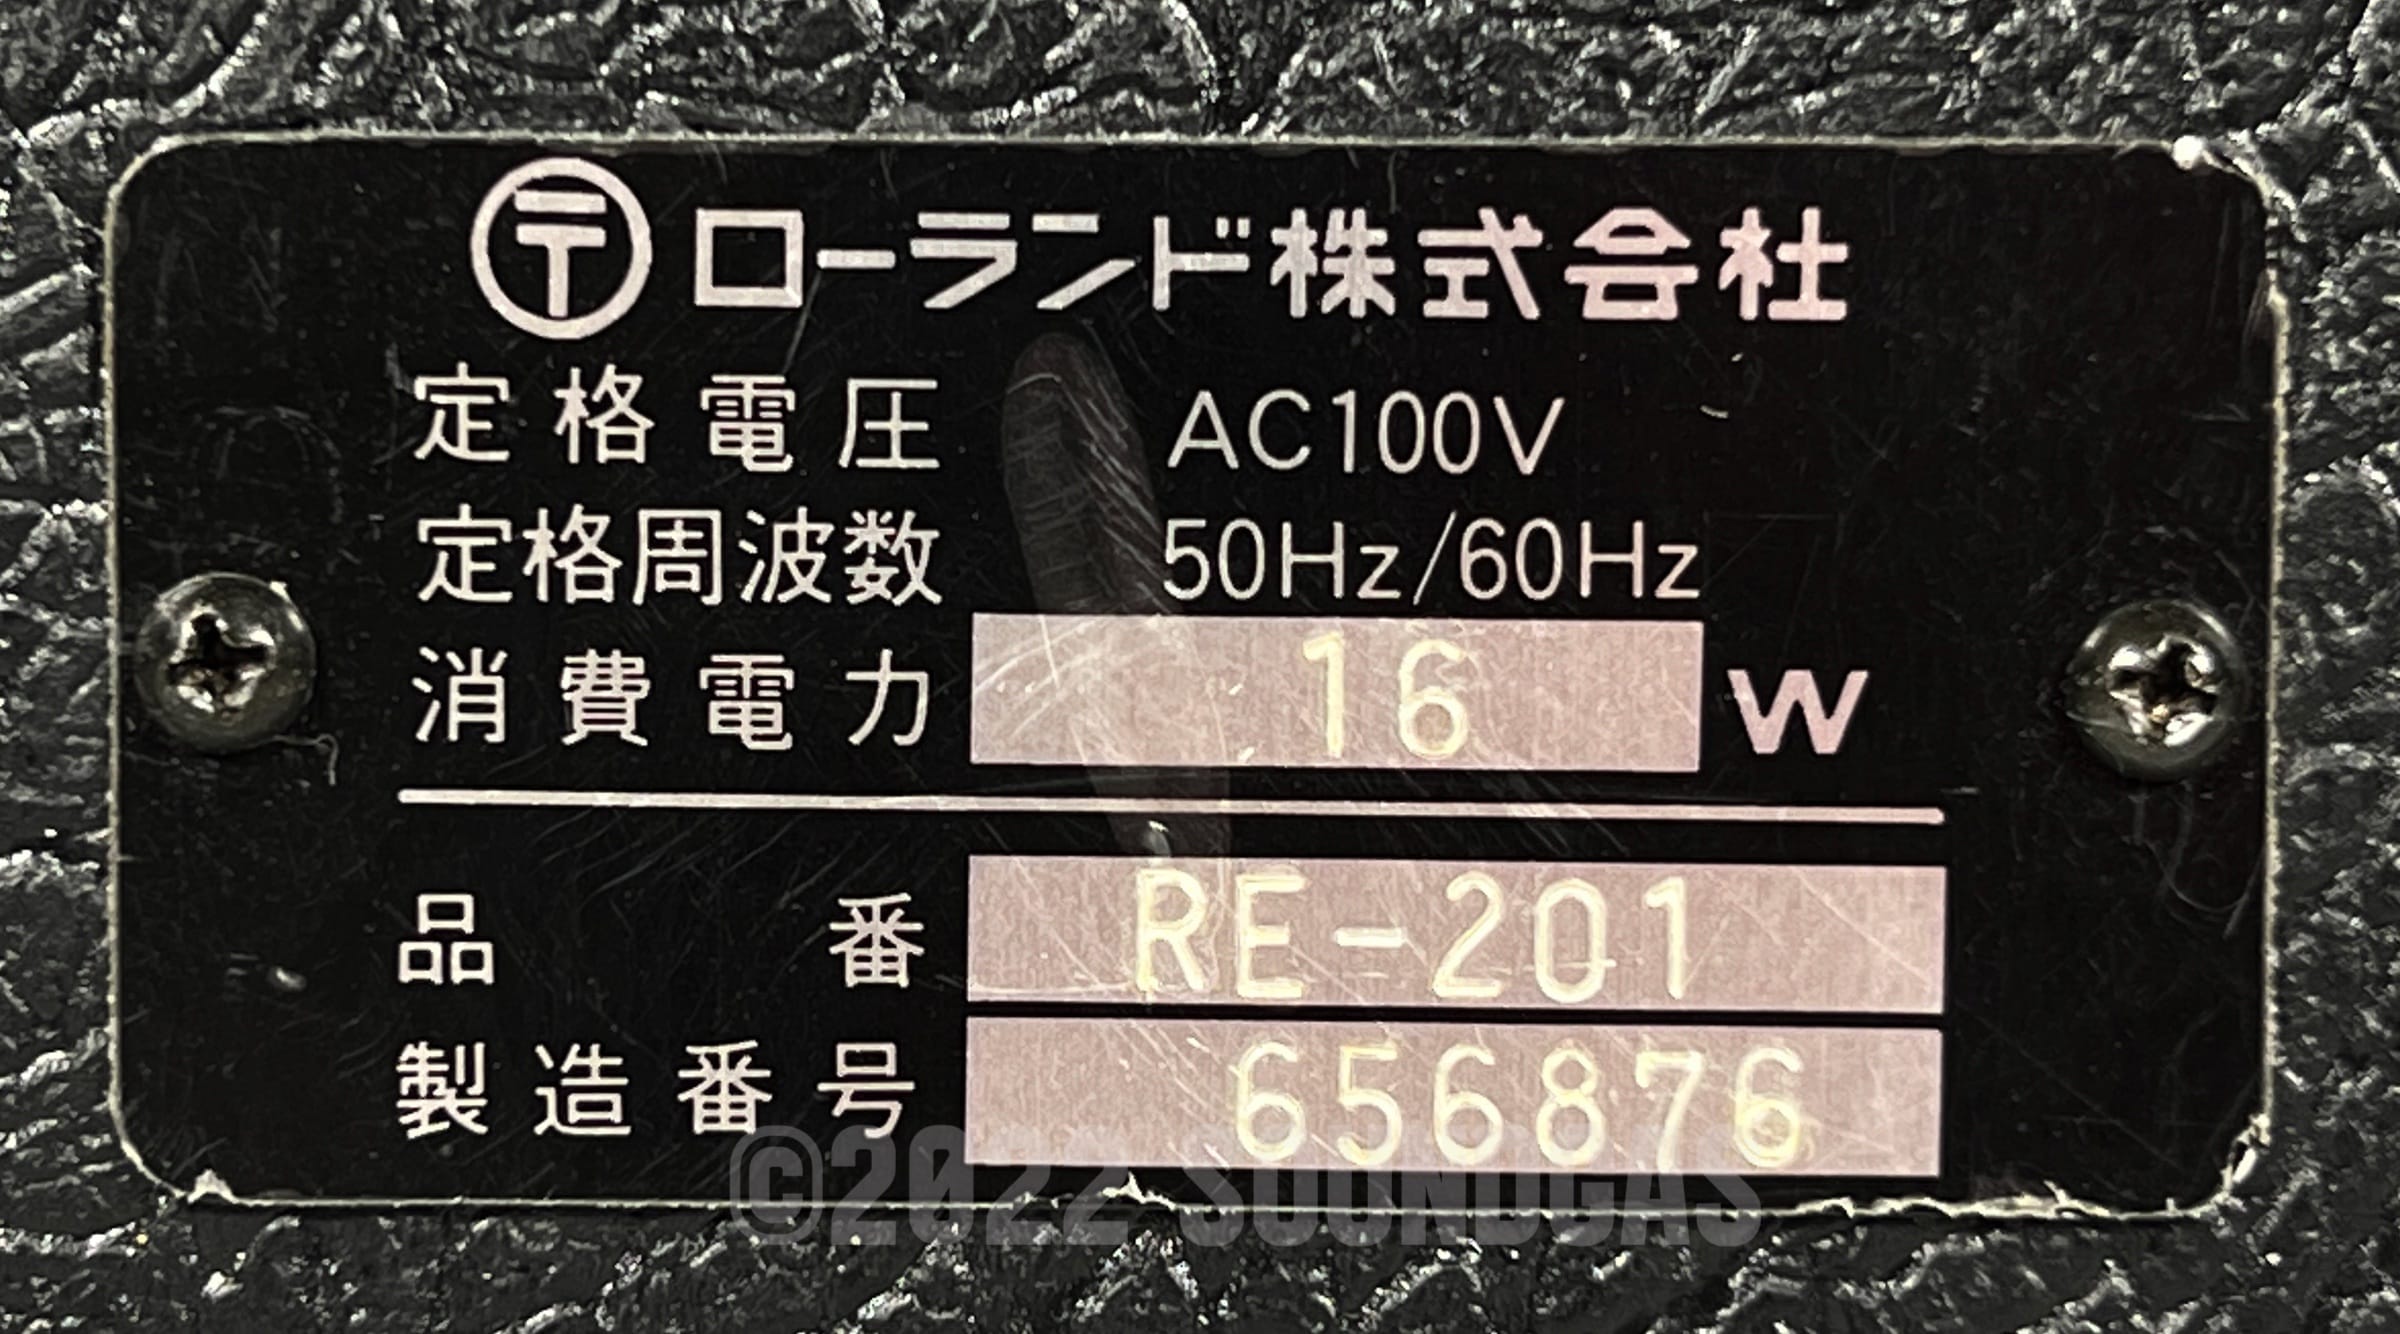 〶ローランド株式会社
定格電圧 AC100V
定格周波数 50Hz/60Hz
消費電力 16 W
品番 RE-201
製造番号 656876
©2022 SOUNDGAS